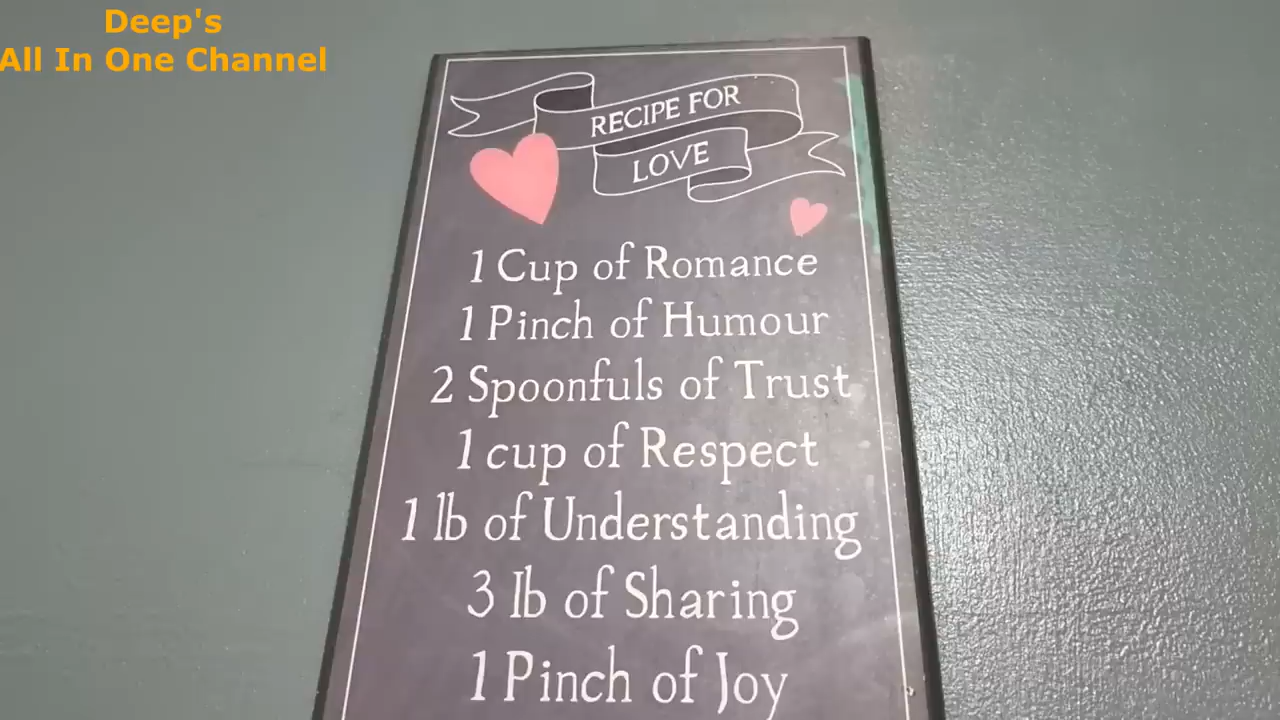 Deep's
All In One Channel
RECIPE FOR
LOVE
1 Cup of Romance
1 Pinch of Humour
2 Spoonfuls of Trust
1 cup of Respect
1 lb of Understanding
3 lb of Sharing
1 Pinch of Joy